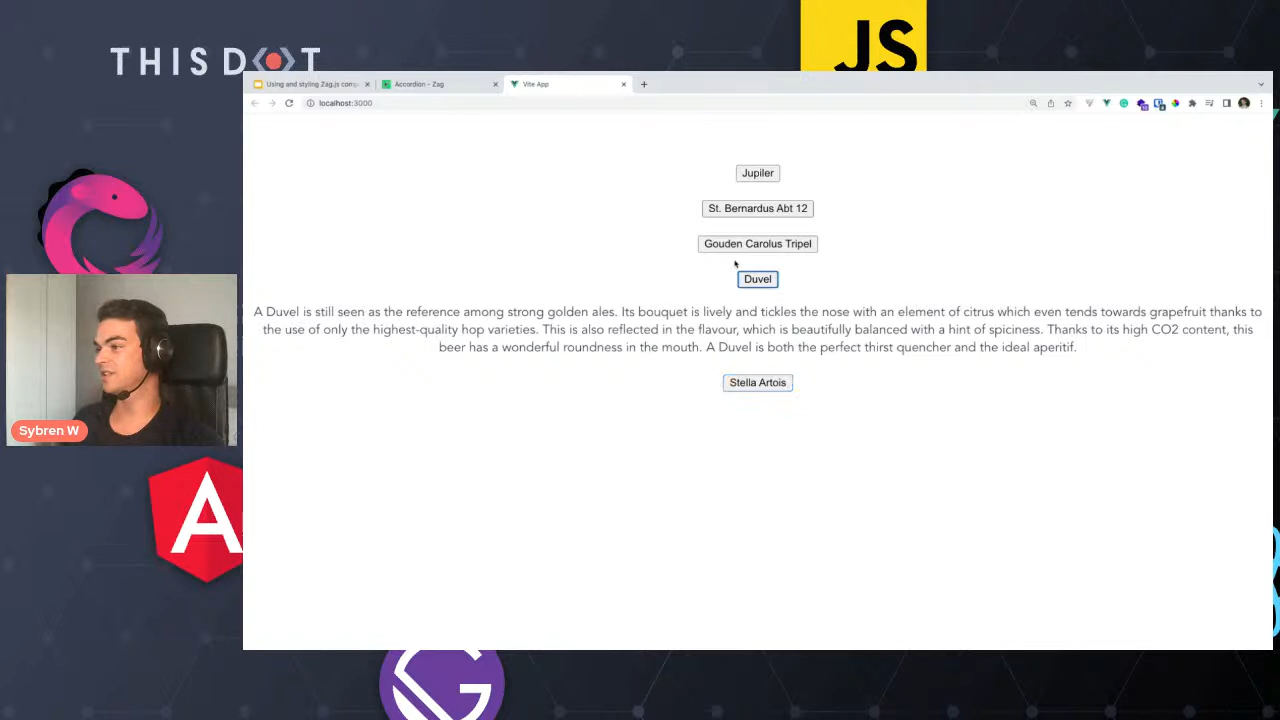 THIS DOT
JS
Using and styling Zag.js comp
Accordion - Zag
Vite App
localhost:3000
Jupiler
St. Bernardus Abt 12
Gouden Carolus Tripel
Duvel
A Duvel is still seen as the reference among strong golden ales. Its bouquet is lively and tickles the nose with an element of citrus which even tends towards grapefruit thanks to
the use of only the highest-quality hop varieties. This is also reflected in the flavour, which is beautifully balanced with a hint of spiciness. Thanks to its high CO2 content, this
beer has a wonderful roundness in the mouth. A Duvel is both the perfect thirst quencher and the ideal aperitif.
Stella Artois
Sybren W
A